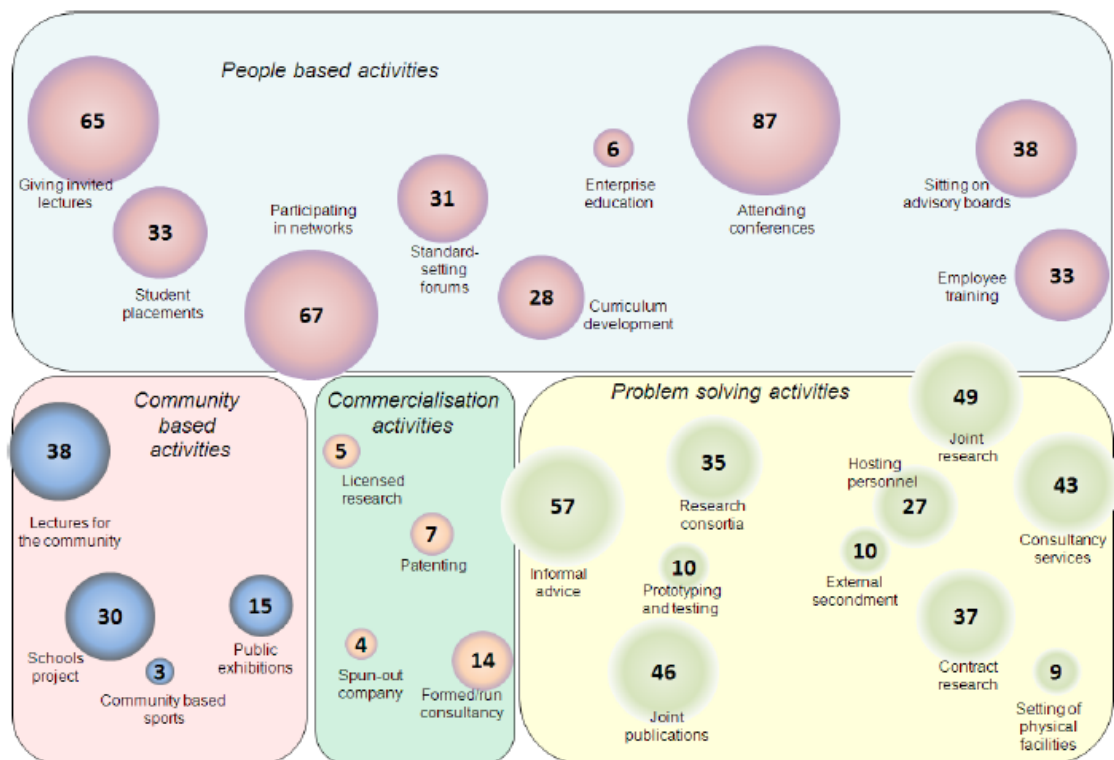 People based activities
65
Giving invited
lectures
33
Student
placements
Participating
in networks
67
31
Standard-
setting
forums
28
Curriculum
development
6
Enterprise
education
87
Attending
conferences
38
Sitting on
advisory boards
33
Employee
training
Community
based
activities
38
Lectures for
the community
30
Schools
project
3
Community based
sports
15
Public
exhibitions
Commercialisation
activities
5
Licensed
research
7
Patenting
4
Spun-out
company
14
Formed/run
consultancy
Problem solving activities
57
Informal
advice
35
Research
consortia
10
Prototyping
and testing
46
Joint
publications
49
Joint
research
Hosting
personnel
27
10
External
secondment
43
Consultancy
services
37
Contract
research
9
Setting of
physical
facilities